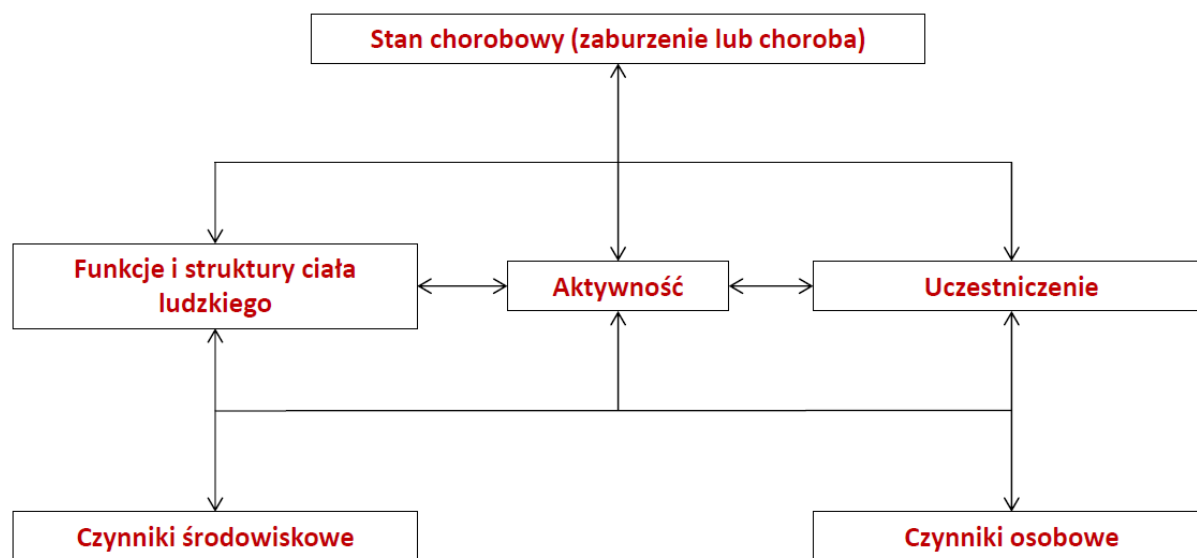 Stan chorobowy (zaburzenie lub choroba)
Funkcje i struktury ciała
ludzkiego
Aktywność
Uczestniczenie
Czynniki środowiskowe
Czynniki osobowe